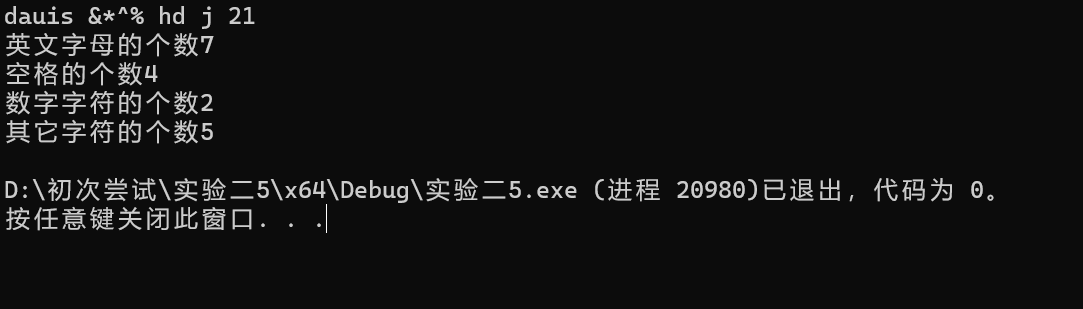 dauis &*^% hd j 21
英文字母的个数7
空格的个数4
数字字符的个数2
其它字符的个数5
D:\初次尝试\实验二5\x64\Debug\实验二5.exe (进程 20980)已退出，代码为 0。
按任意键关闭此窗口. . .